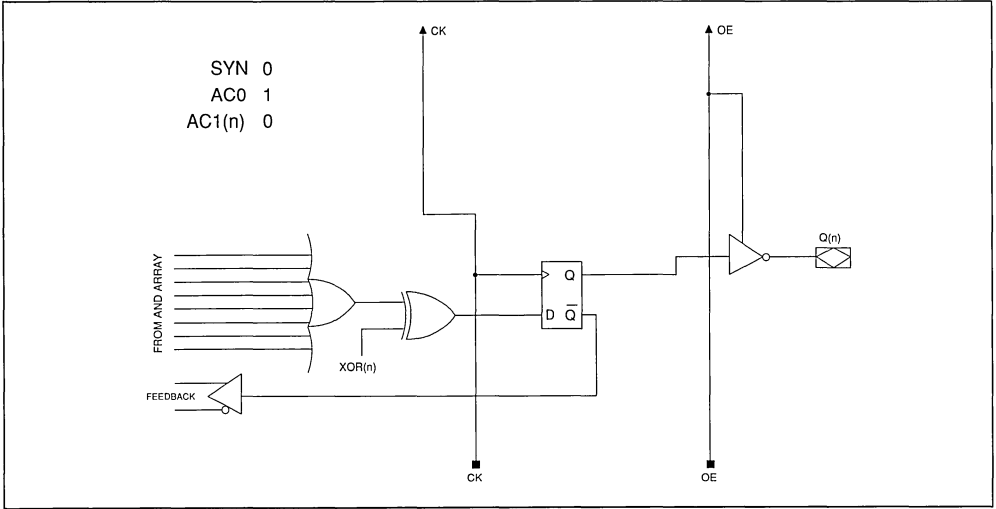 CK
OE
SYN 0
AC0 1
AC1(n) 0
Q(n)
FROM AND ARRAY
Q
D Q̅
XOR(n)
FEEDBACK
CK
OE